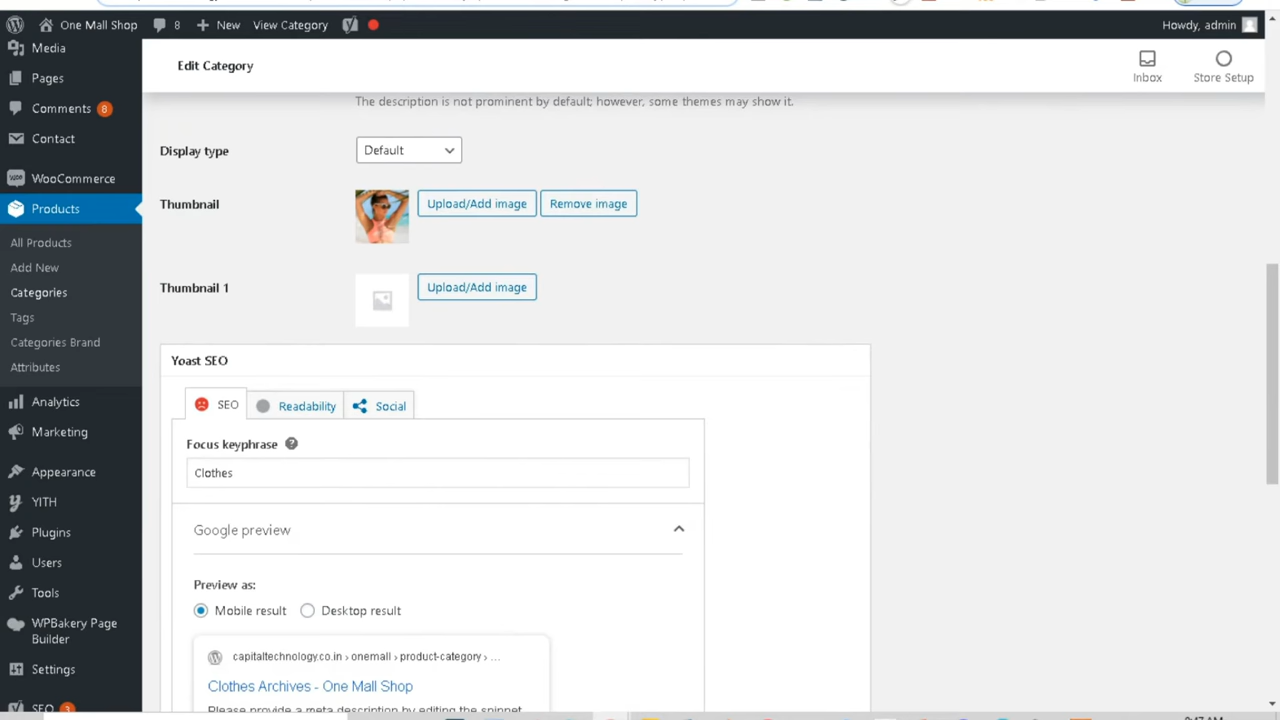 One Mall Shop 8 New View Category Howdy, admin
Media
Pages
Comments 8
Contact
WooCommerce
Products
All Products
Add New
Categories
Tags
Categories Brand
Attributes
Analytics
Marketing
Appearance
YITH
Plugins
Users
Tools
WPBakery Page
Builder
Settings
SEO 3
Edit Category
Inbox
Store Setup
The description is not prominent by default; however, some themes may show it.
Display type Default
Thumbnail Upload/Add image Remove image
Thumbnail 1 Upload/Add image
Yoast SEO
SEO Readability Social
Focus keyphrase ?
Clothes
Google preview
Preview as:
Mobile result Desktop result
capitaltechnology.co.in › onemall › product-category › ...
Clothes Archives - One Mall Shop
Please provide a meta description by editing the snippet